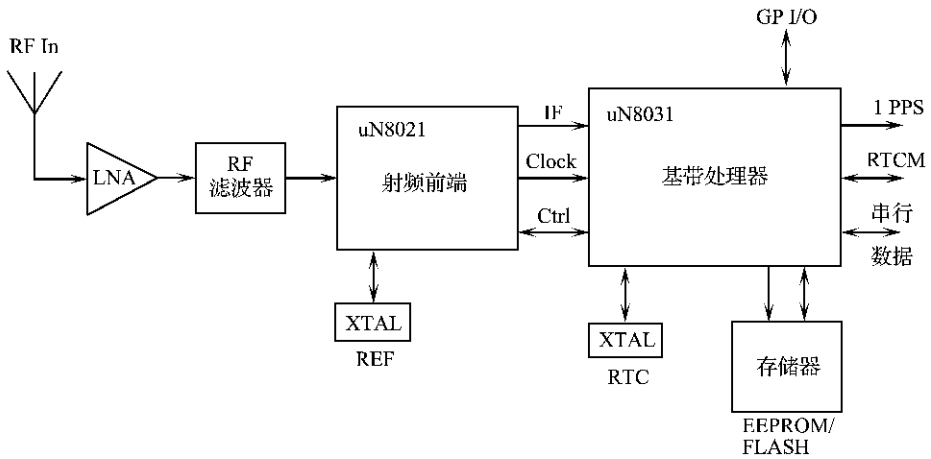 GP I/O
RF In
uN8021
IF
uN8031
1 PPS
LNA
RF
滤波器
射频前端
Clock
基带处理器
RTCM
Ctrl
串行
数据
XTAL
REF
XTAL
RTC
存储器
EEPROM/
FLASH